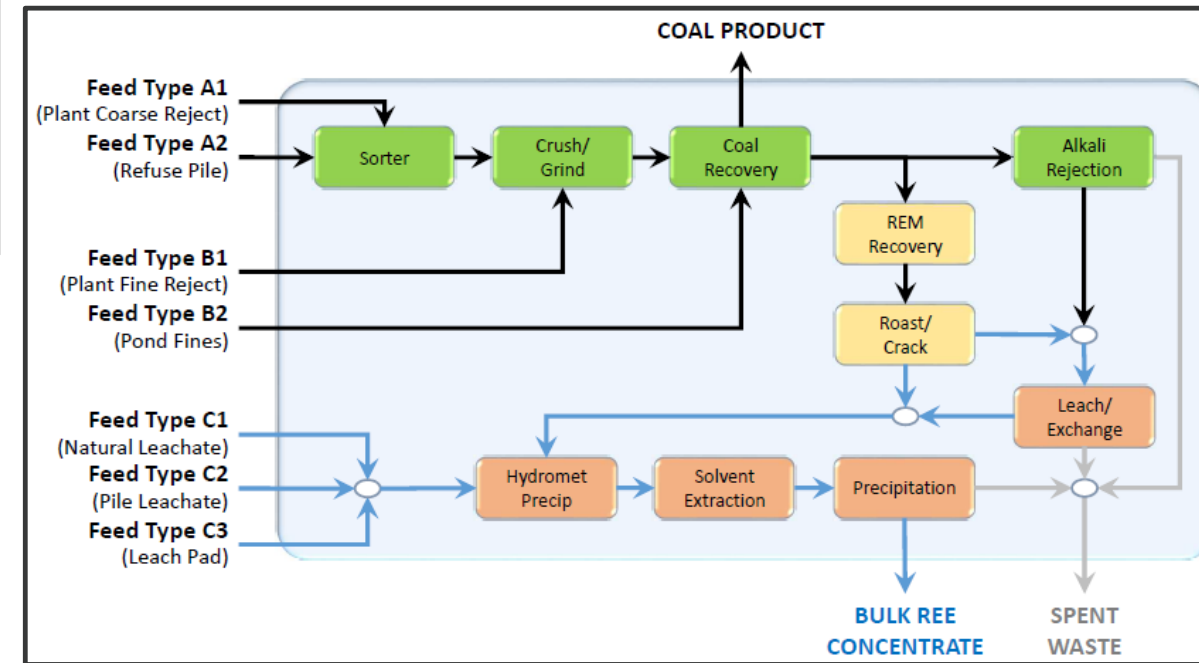 COAL PRODUCT
Feed Type A1
(Plant Coarse Reject)
Feed Type A2
(Refuse Pile)
Sorter
Crush/
Grind
Coal
Recovery
Alkali
Rejection
REM
Recovery
Feed Type B1
(Plant Fine Reject)
Feed Type B2
(Pond Fines)
Roast/
Crack
Feed Type C1
(Natural Leachate)
Feed Type C2
(Pile Leachate)
Feed Type C3
(Leach Pad)
Leach/
Exchange
Hydromet
Precip
Solvent
Extraction
Precipitation
BULK REE
CONCENTRATE
SPENT
WASTE